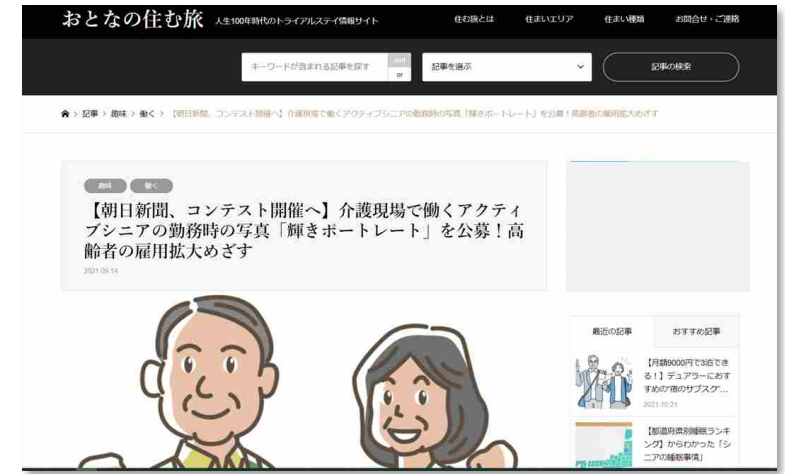 おとなの住む旅 人生100年時代のトライアルステイ情報サイト 住む旅とは 住まいエリア 住まい種類 お問合せ・ご連絡
キーワードが含まれる記事を探す and or 記事を選ぶ 記事の検索
記事 > 趣味 > 働く > 【朝日新聞、コンテスト開催へ】介護現場で働くアクティブシニアの勤務時の写真「輝きポートレート」を公募！高齢者の雇用拡大めざす
趣味 働く
【朝日新聞、コンテスト開催へ】介護現場で働くアクティ
ブシニアの勤務時の写真「輝きポートレート」を公募！高
齢者の雇用拡大めざす
2021.09.14
最近の記事 おすすめ記事
【月額9000円で3泊でき
る！】デュアラーにおす
すめの“宿のサブスク”...
2021.10.21
【都道府県別睡眠ランキ
ング】からわかった「シ
ニアの睡眠事情」